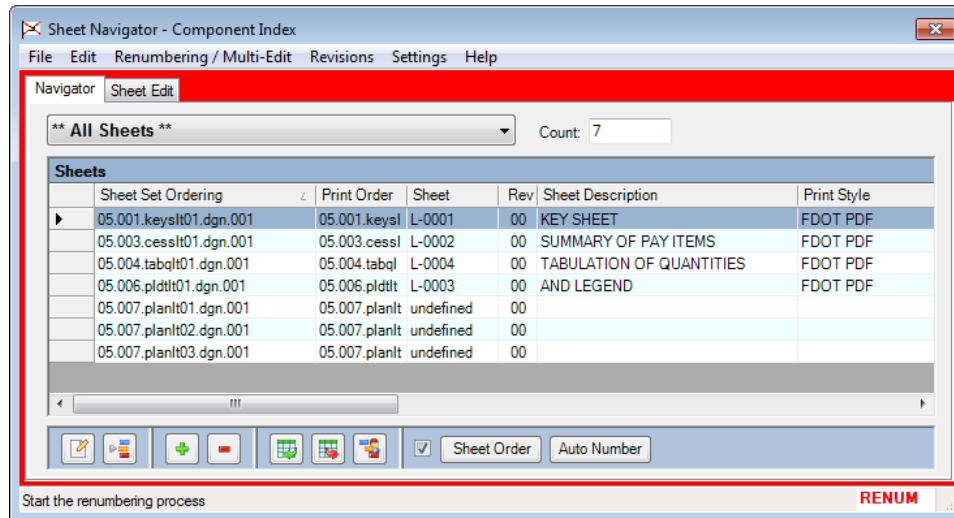 Sheet Navigator - Component Index
File Edit Renumbering / Multi-Edit Revisions Settings Help
Navigator Sheet Edit
** All Sheets ** Count: 7
Sheets
Sheet Set Ordering Print Order Sheet Rev Sheet Description Print Style
05.001.keyslt01.dgn.001 05.001.keysl L-0001 00 KEY SHEET FDOT PDF
05.003.cesslt01.dgn.001 05.003.cessl L-0002 00 SUMMARY OF PAY ITEMS FDOT PDF
05.004.tabqlt01.dgn.001 05.004.tabql L-0004 00 TABULATION OF QUANTITIES FDOT PDF
05.006.pldtlt01.dgn.001 05.006.pldtlt L-0003 00 AND LEGEND FDOT PDF
05.007.planlt01.dgn.001 05.007.planlt undefined 00
05.007.planlt02.dgn.001 05.007.planlt undefined 00
05.007.planlt03.dgn.001 05.007.planlt undefined 00
Sheet Order Auto Number
Start the renumbering process RENUM